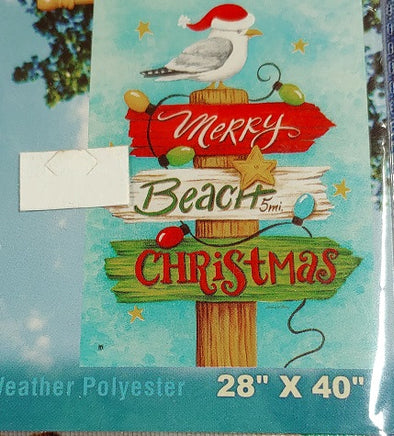 Merry
Beach 5mi.
CHRISTMAS
Weather Polyester 28" X 40"